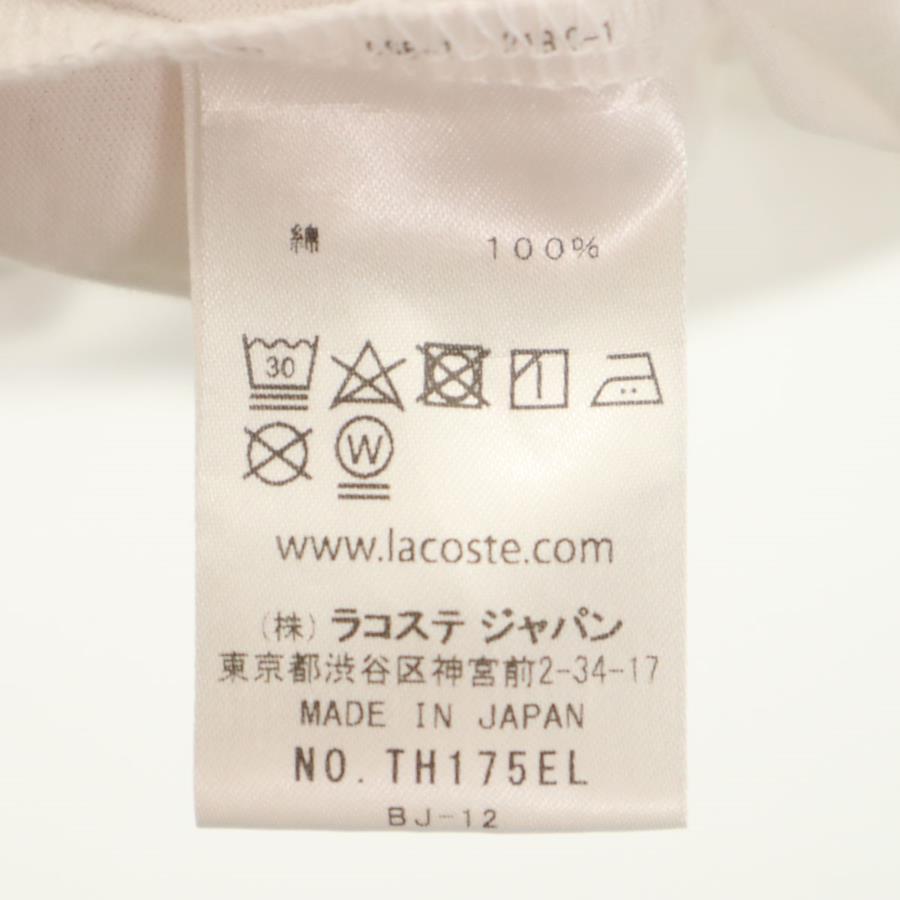 綿 100%
30
W
www.lacoste.com
(株) ラコステ ジャパン
東京都渋谷区神宮前2-34-17
MADE IN JAPAN
NO. TH175EL
BJ-12